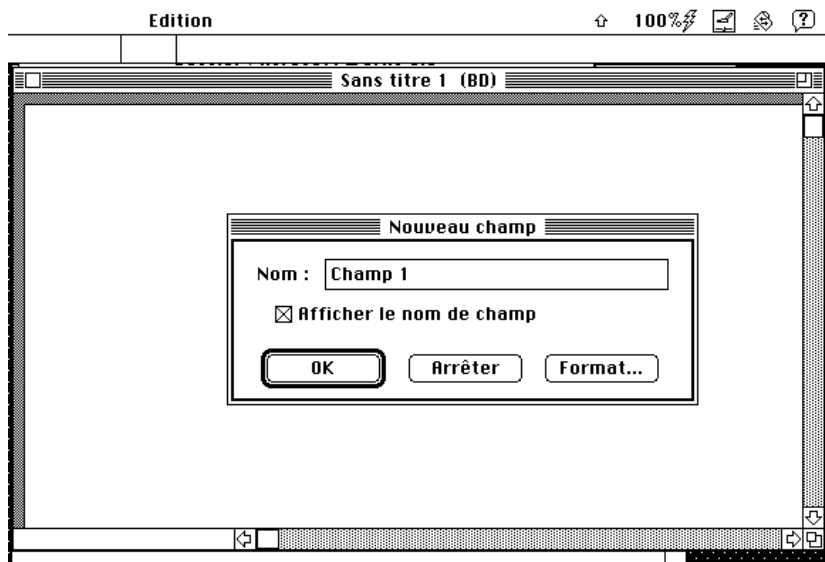 Edition
100%
Sans titre 1 (BD)
Nouveau champ
Nom : Champ 1
Afficher le nom de champ
OK Arrêter Format...